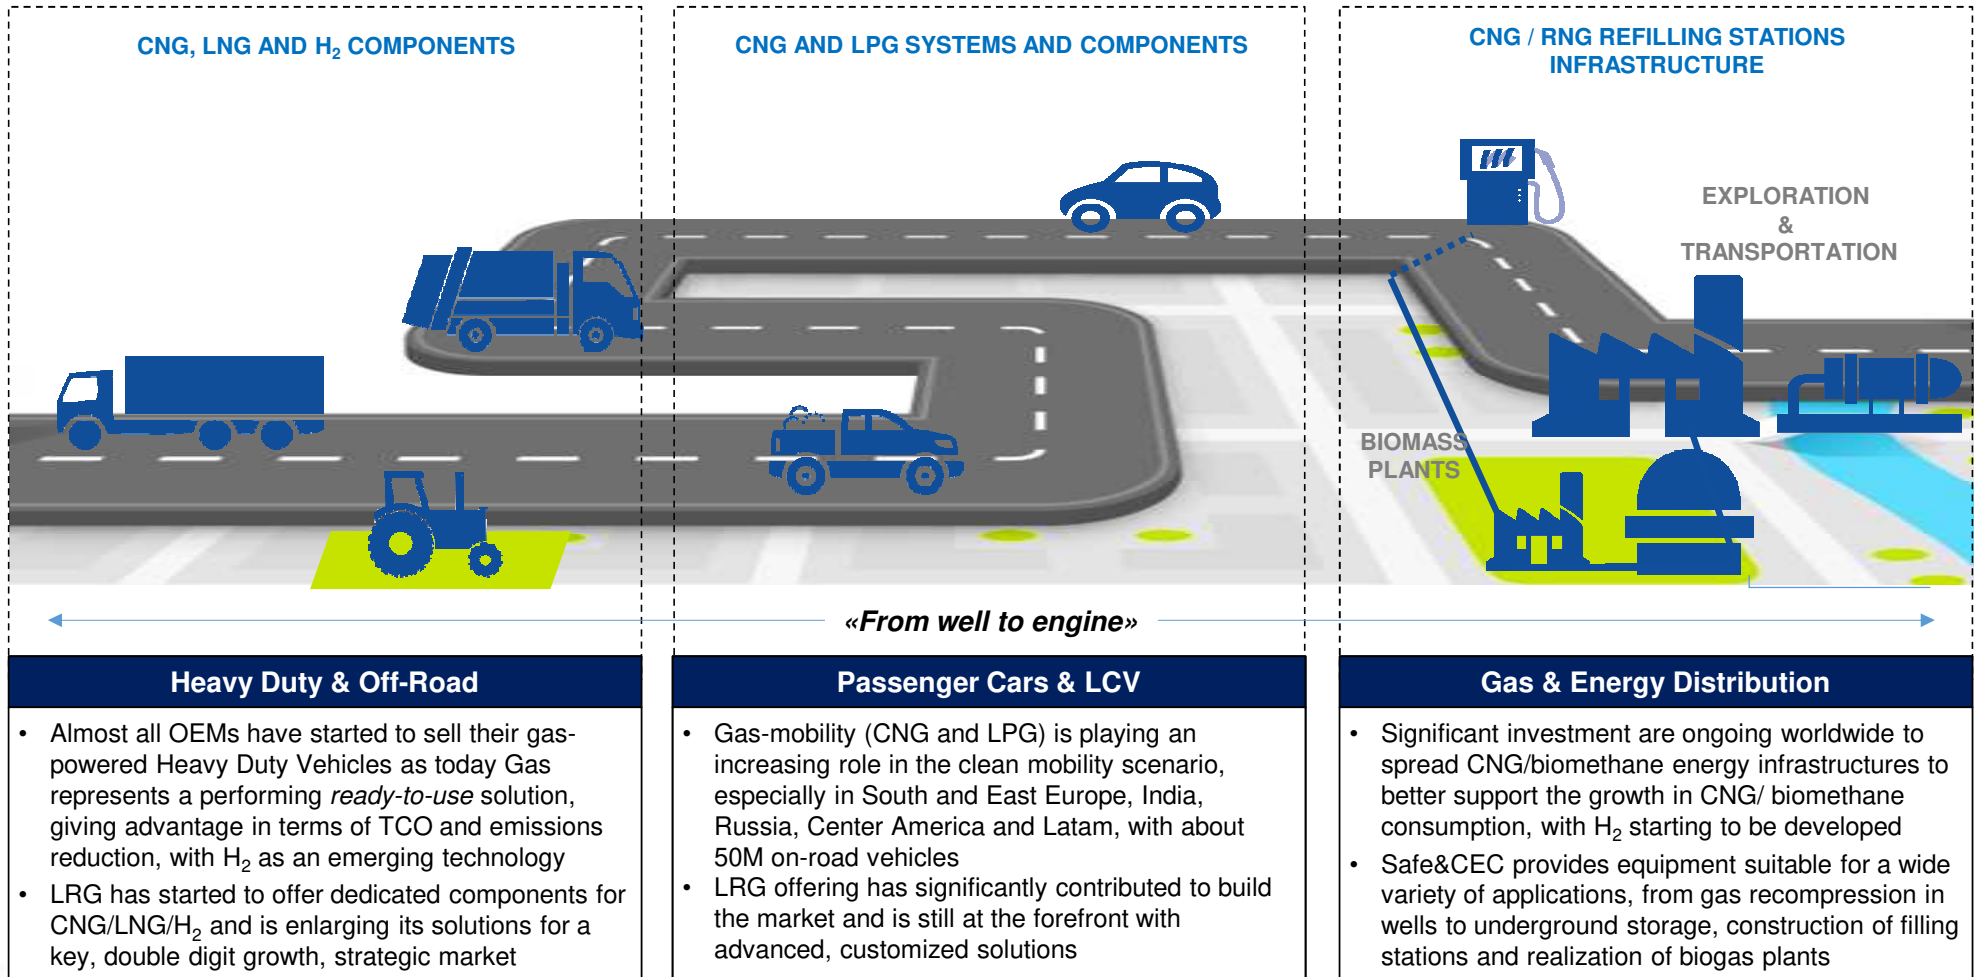 CNG, LNG AND H2 COMPONENTS
CNG AND LPG SYSTEMS AND COMPONENTS
CNG / RNG REFILLING STATIONS
INFRASTRUCTURE
EXPLORATION
&
TRANSPORTATION
BIOMASS
PLANTS
«From well to engine»
Heavy Duty & Off-Road
• Almost all OEMs have started to sell their gas-
powered Heavy Duty Vehicles as today Gas
represents a performing ready-to-use solution,
giving advantage in terms of TCO and emissions
reduction, with H2 as an emerging technology
• LRG has started to offer dedicated components for
CNG/LNG/H2 and is enlarging its solutions for a
key, double digit growth, strategic market
Passenger Cars & LCV
• Gas-mobility (CNG and LPG) is playing an
increasing role in the clean mobility scenario,
especially in South and East Europe, India,
Russia, Center America and Latam, with about
50M on-road vehicles
• LRG offering has significantly contributed to build
the market and is still at the forefront with
advanced, customized solutions
Gas & Energy Distribution
• Significant investment are ongoing worldwide to
spread CNG/biomethane energy infrastructures to
better support the growth in CNG/ biomethane
consumption, with H2 starting to be developed
• Safe&CEC provides equipment suitable for a wide
variety of applications, from gas recompression in
wells to underground storage, construction of filling
stations and realization of biogas plants